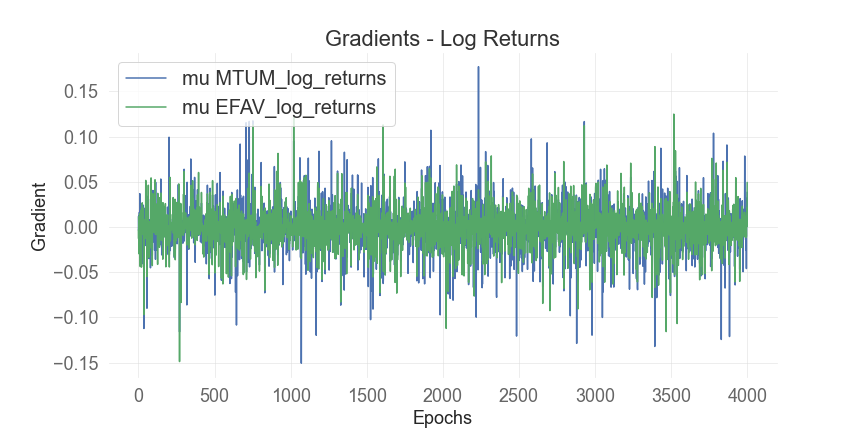 Gradients - Log Returns
mu MTUM_log_returns
mu EFAV_log_returns
0.15
0.10
0.05
0.00
−0.05
−0.10
−0.15
Gradient
0 500 1000 1500 2000 2500 3000 3500 4000
Epochs